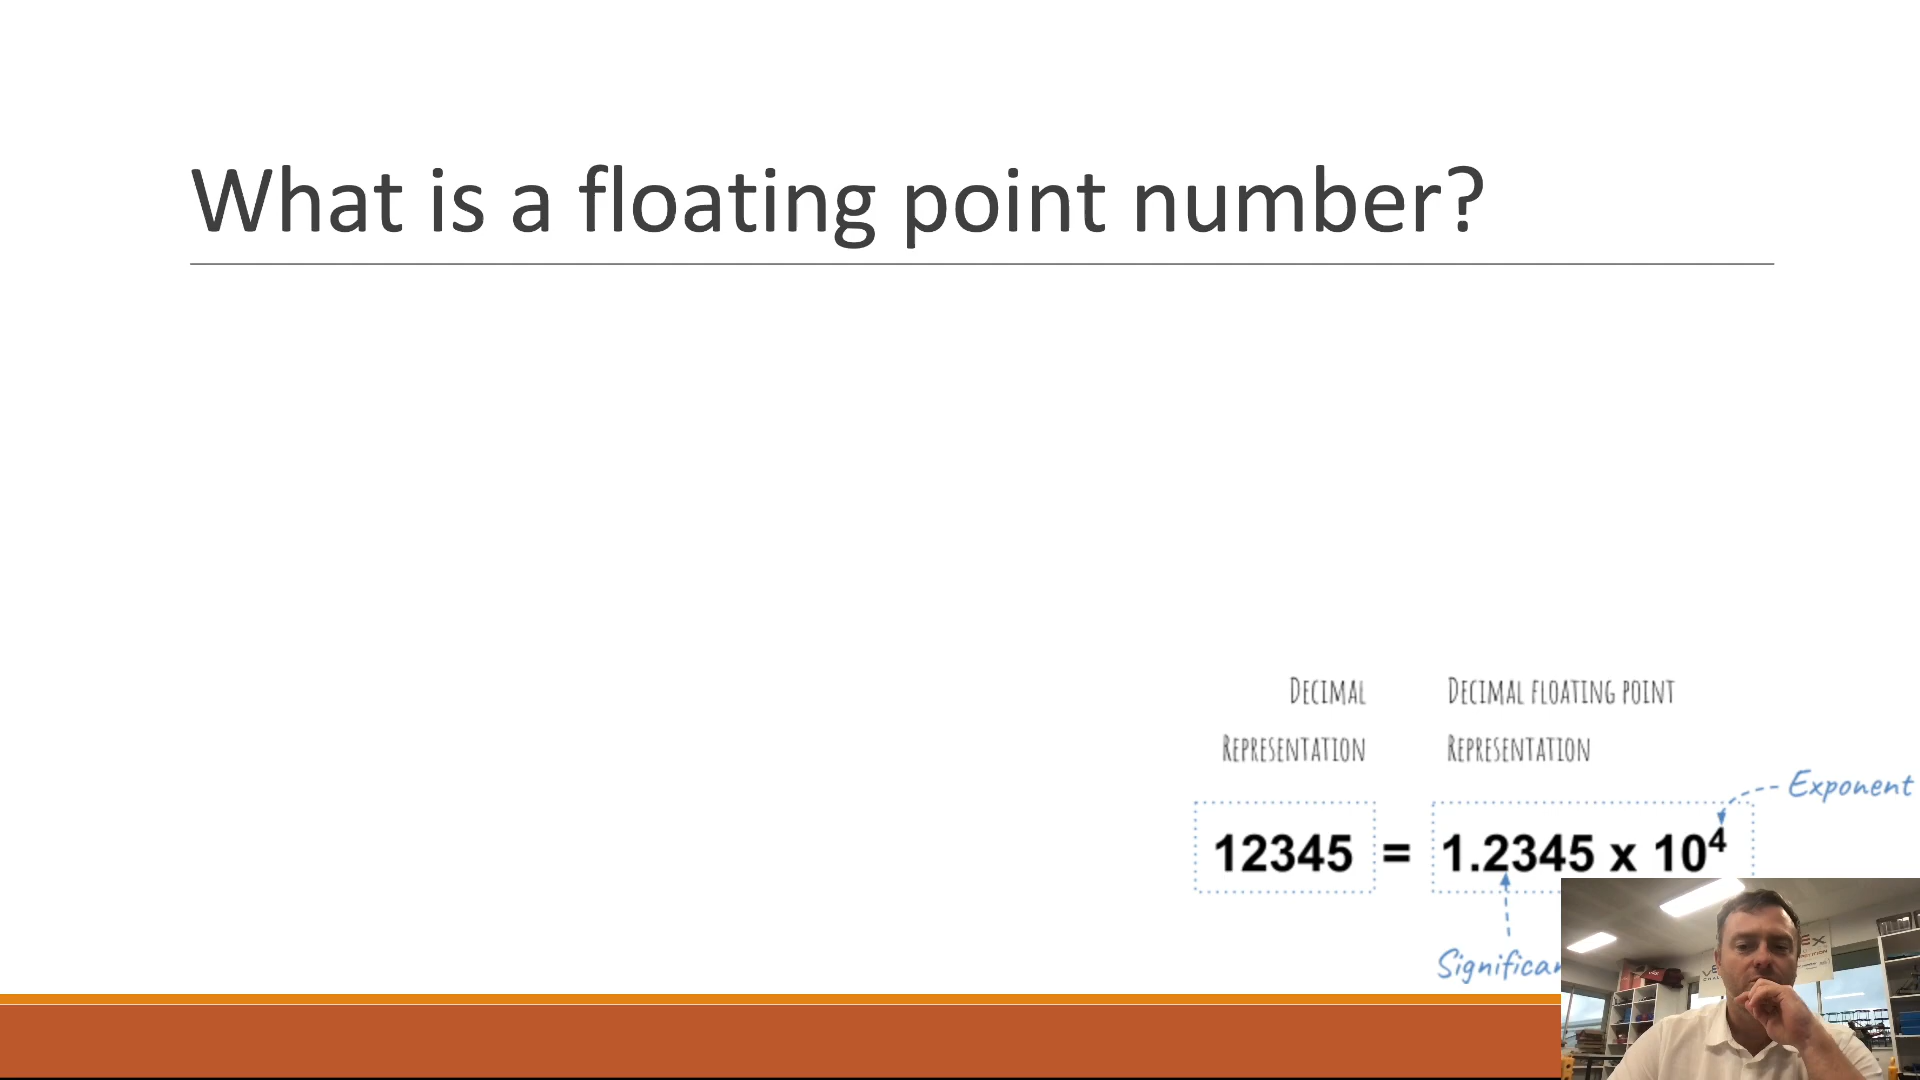 What is a floating point number?
Decimal
Representation
Decimal floating point
Representation
Exponent
12345 = 1.2345 x 10⁴